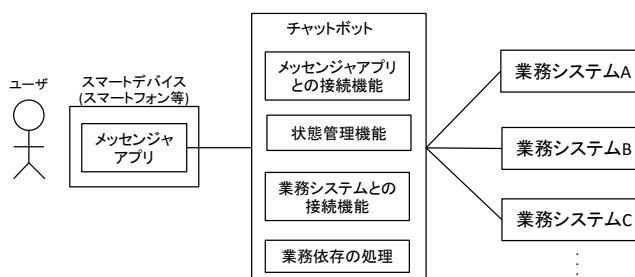 ユーザ
スマートデバイス
(スマートフォン等)
メッセンジャ
アプリ
チャットボット
メッセンジャアプリ
との接続機能
状態管理機能
業務システムとの
接続機能
業務依存の処理
業務システムA
業務システムB
業務システムC